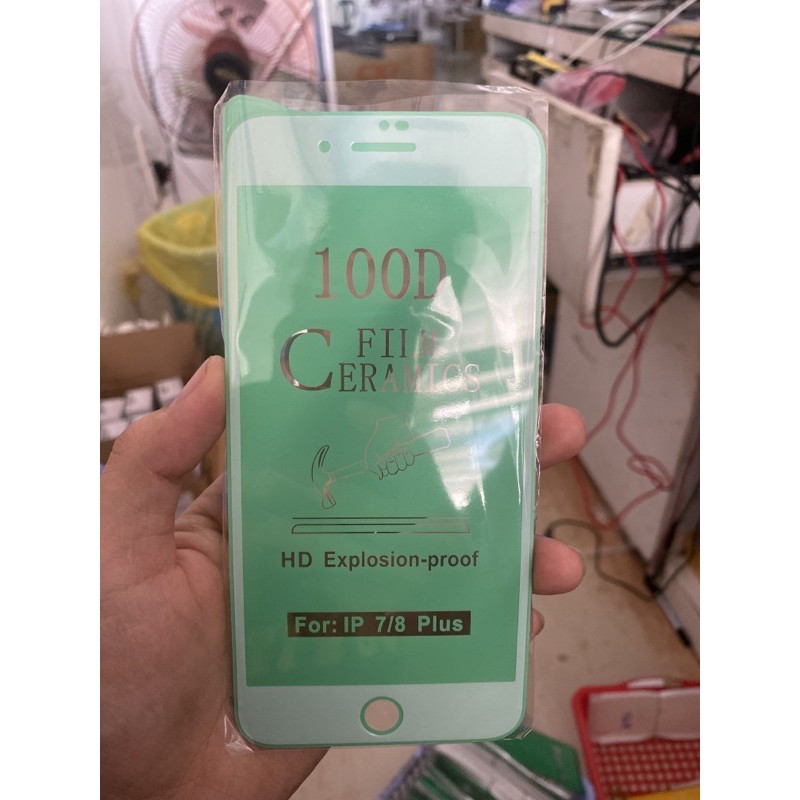 100D
FILM
CERAMICS
HD Explosion-proof
For: IP 7/8 Plus